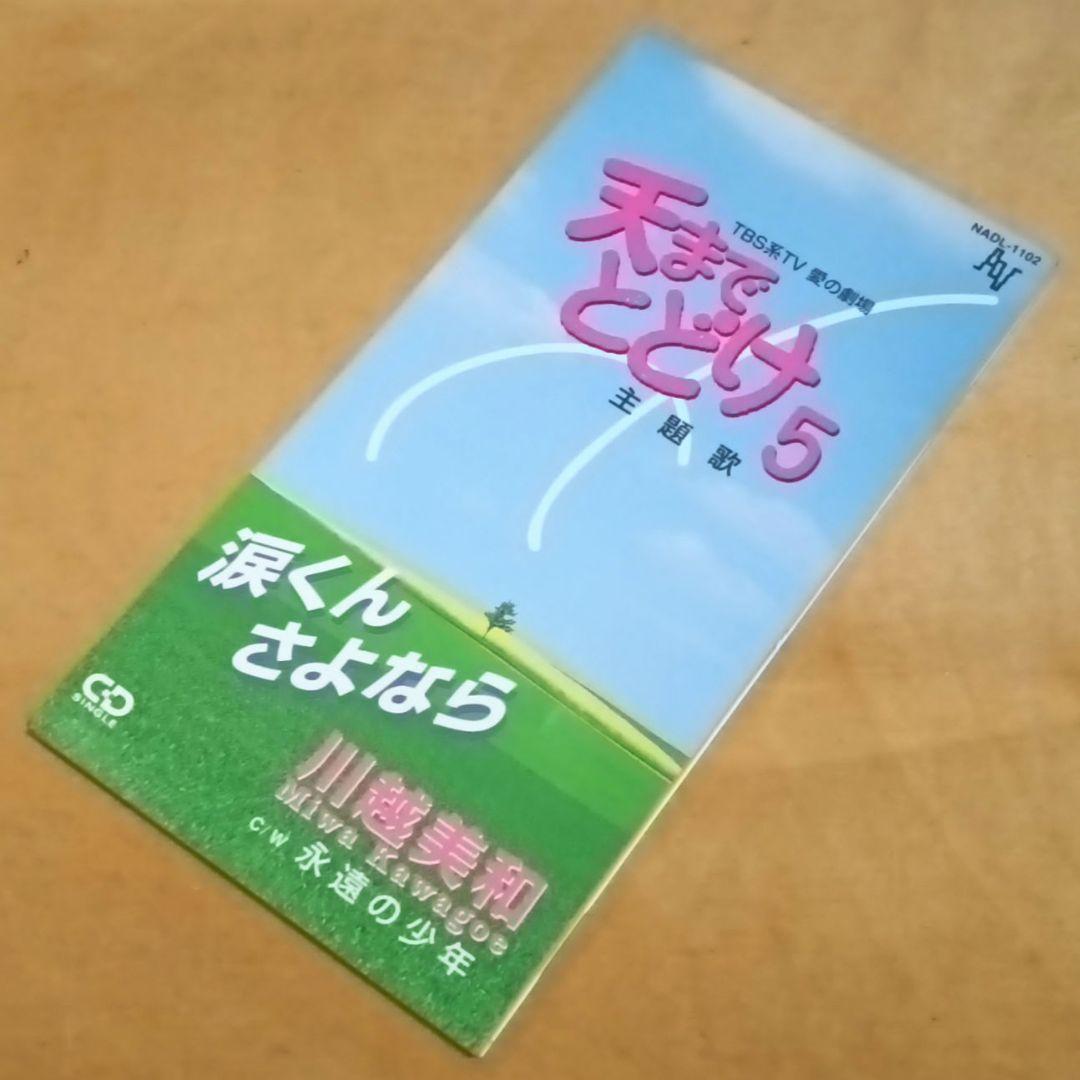 NADL-1102
TBS系TV 愛の劇場
天まで
とどけ5
主題歌
涙くん
さよなら
CD
SINGLE
川越美和
Miwa Kawagoe
C/W 永遠の少年